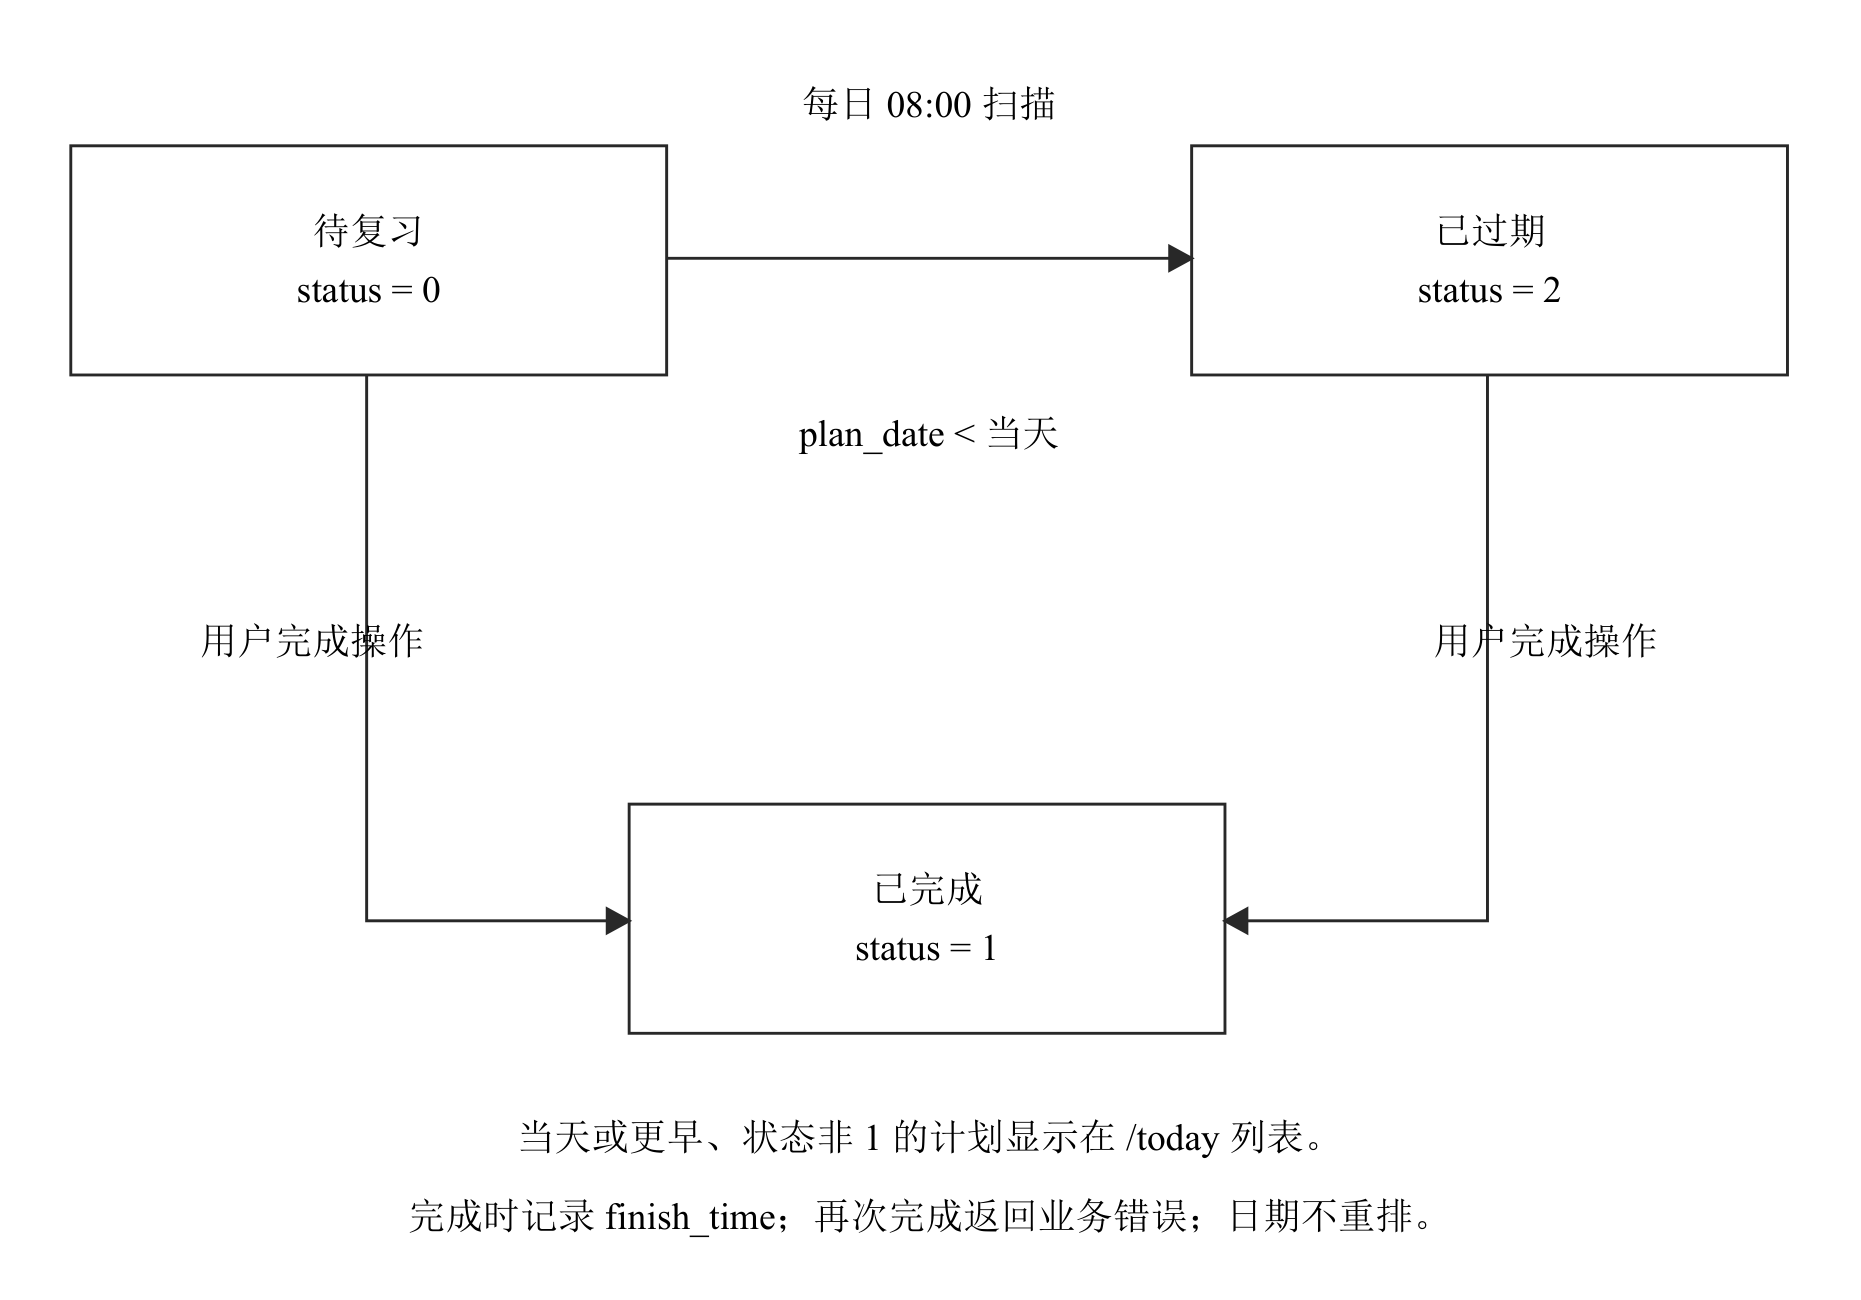 每日 08:00 扫描
待复习
status = 0
已过期
status = 2
plan_date < 当天
用户完成操作
用户完成操作
已完成
status = 1
当天或更早、状态非 1 的计划显示在 /today 列表。
完成时记录 finish_time；再次完成返回业务错误；日期不重排。